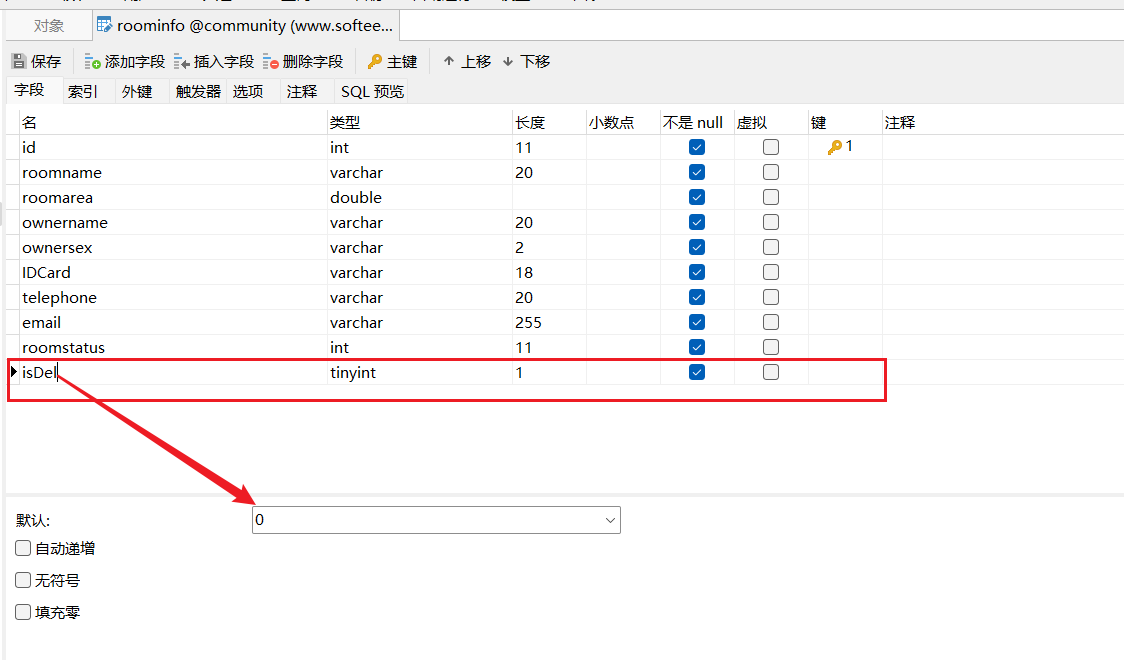 对象 roominfo @community (www.softee...
保存 添加字段 插入字段 删除字段 主键 上移 下移
字段 索引 外键 触发器 选项 注释 SQL 预览
名 类型 长度 小数点 不是 null 虚拟 键 注释
id int 11 1
roomname varchar 20
roomarea double
ownername varchar 20
ownersex varchar 2
IDCard varchar 18
telephone varchar 20
email varchar 255
roomstatus int 11
isDel tinyint 1
默认: 0
自动递增
无符号
填充零